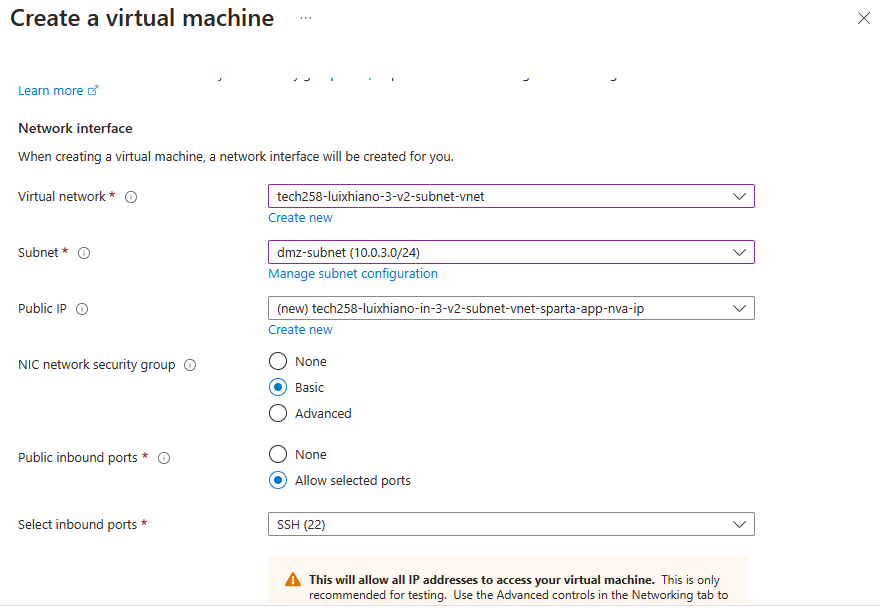 Create a virtual machine ...
Learn more
Network interface
When creating a virtual machine, a network interface will be created for you.
Virtual network *
tech258-luixhiano-3-v2-subnet-vnet
Create new
Subnet *
dmz-subnet (10.0.3.0/24)
Manage subnet configuration
Public IP
(new) tech258-luixhiano-in-3-v2-subnet-vnet-sparta-app-nva-ip
Create new
NIC network security group
None
Basic
Advanced
Public inbound ports *
None
Allow selected ports
Select inbound ports *
SSH (22)
This will allow all IP addresses to access your virtual machine. This is only
recommended for testing. Use the Advanced controls in the Networking tab to